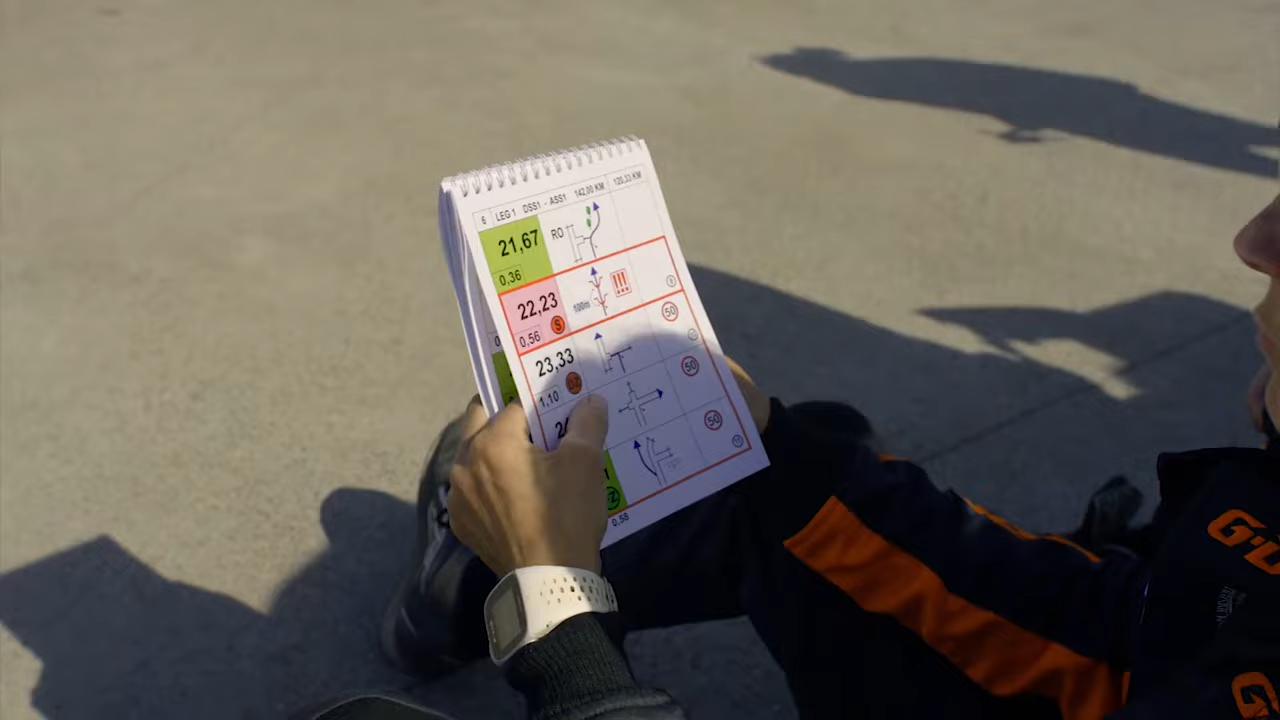 6 LEG 1 DSS1 - ASS1 142,00 KM 120,33 KM
21,67 RO
0,36
22,23 100m !!!
0,56 S
50
23,33
1,10
50
50
0,58